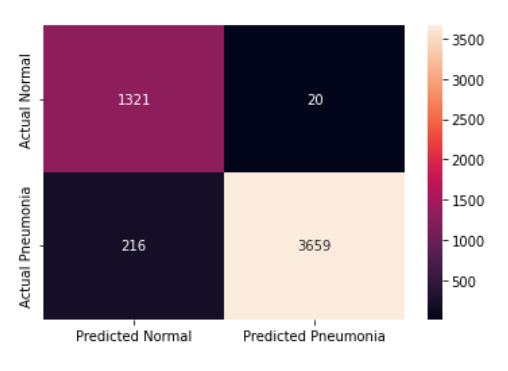 Actual Normal
1321
20
Actual Pneumonia
216
3659
Predicted Normal
Predicted Pneumonia
3500
3000
2500
2000
1500
1000
500